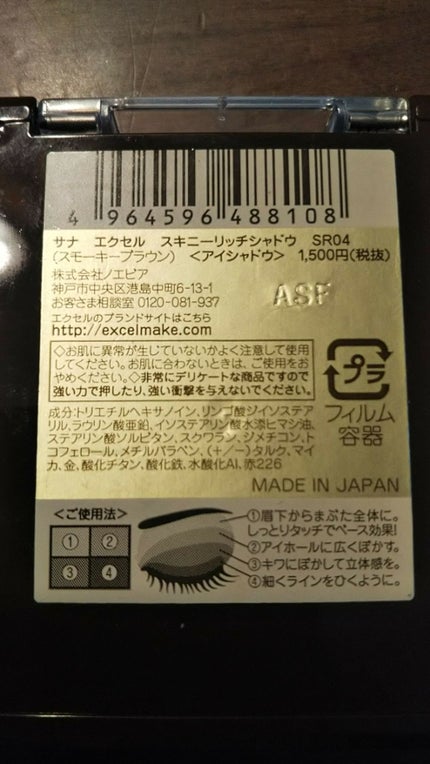 4 964596 488108
サナ エクセル スキニーリッチシャドウ SR04
(スモーキーブラウン) <アイシャドウ> 1,500円(税抜)
株式会社ノエビア
神戸市中央区港島中町6-13-1
お客さま相談室 0120-081-937
エクセルのブランドサイトはこちら
http://excelmake.com
ASF
◇お肌に異常が生じていないかよく注意して使用
してください。お肌に合わないときは、ご使用をお
やめください。◇非常にデリケートな商品ですので
強い力で押したり、強い衝撃を与えないでください。
プラ
フィルム
容器
成分:トリエチルヘキサノイン、リンゴ酸ジイソステア
リル、ラウリン酸亜鉛、イソステアリン酸水添ヒマシ油、
ステアリン酸ソルビタン、スクワラン、ジメチコン、ト
コフェロール、メチルパラベン、(+/-)タルク、マイ
カ、金、酸化チタン、酸化鉄、水酸化Al、赤226
MADE IN JAPAN
<ご使用法>
① ②
③ ④
①眉下からまぶた全体に。
しっとりタッチでベース効果!
②アイホールに広くぼかす。
③キワにぼかして立体感を。
④細くラインをひくように。